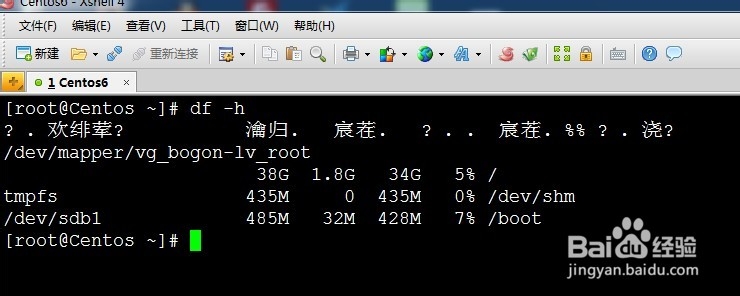 Centos6 - Xshell 4
文件(F) 编辑(E) 查看(V) 工具(T) 窗口(W) 帮助(H)
新建 重新连接
1 Centos6 ×
[root@Centos ~]# df -h
? . 欢绯荤? 瀹归. 宸茬. ? . . 宸茬.%% ? . 浇?
/dev/mapper/vg_bogon-lv_root
38G 1.8G 34G 5% /
tmpfs 435M 0 435M 0% /dev/shm
/dev/sdb1 485M 32M 428M 7% /boot
[root@Centos ~]#
Baidu 经验
jingyan.baidu.com